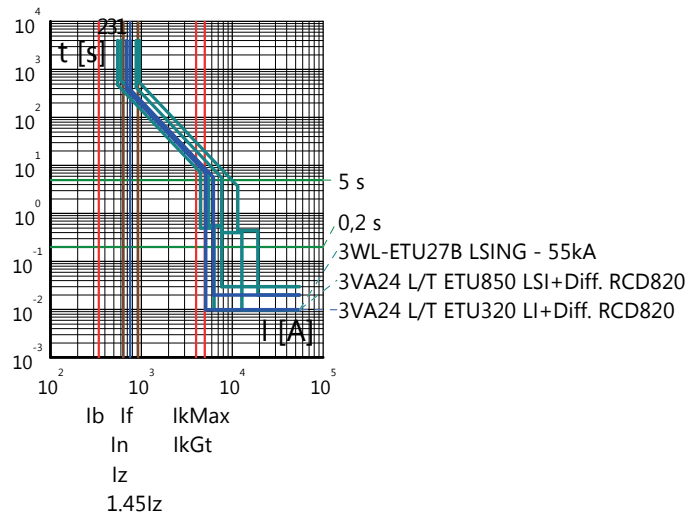 10^4
231
t [s]
10^3
10^2
10^1
5 s
10^0
0,2 s
10^-1
3WL-ETU27B LSING - 55kA
3VA24 L/T ETU850 LSI+Diff. RCD820
10^-2
3VA24 L/T ETU320 LI+Diff. RCD820
I [A]
10^-3
10^2 10^3 10^4 10^5
Ib If IkMax
In IkGt
Iz
1.45Iz